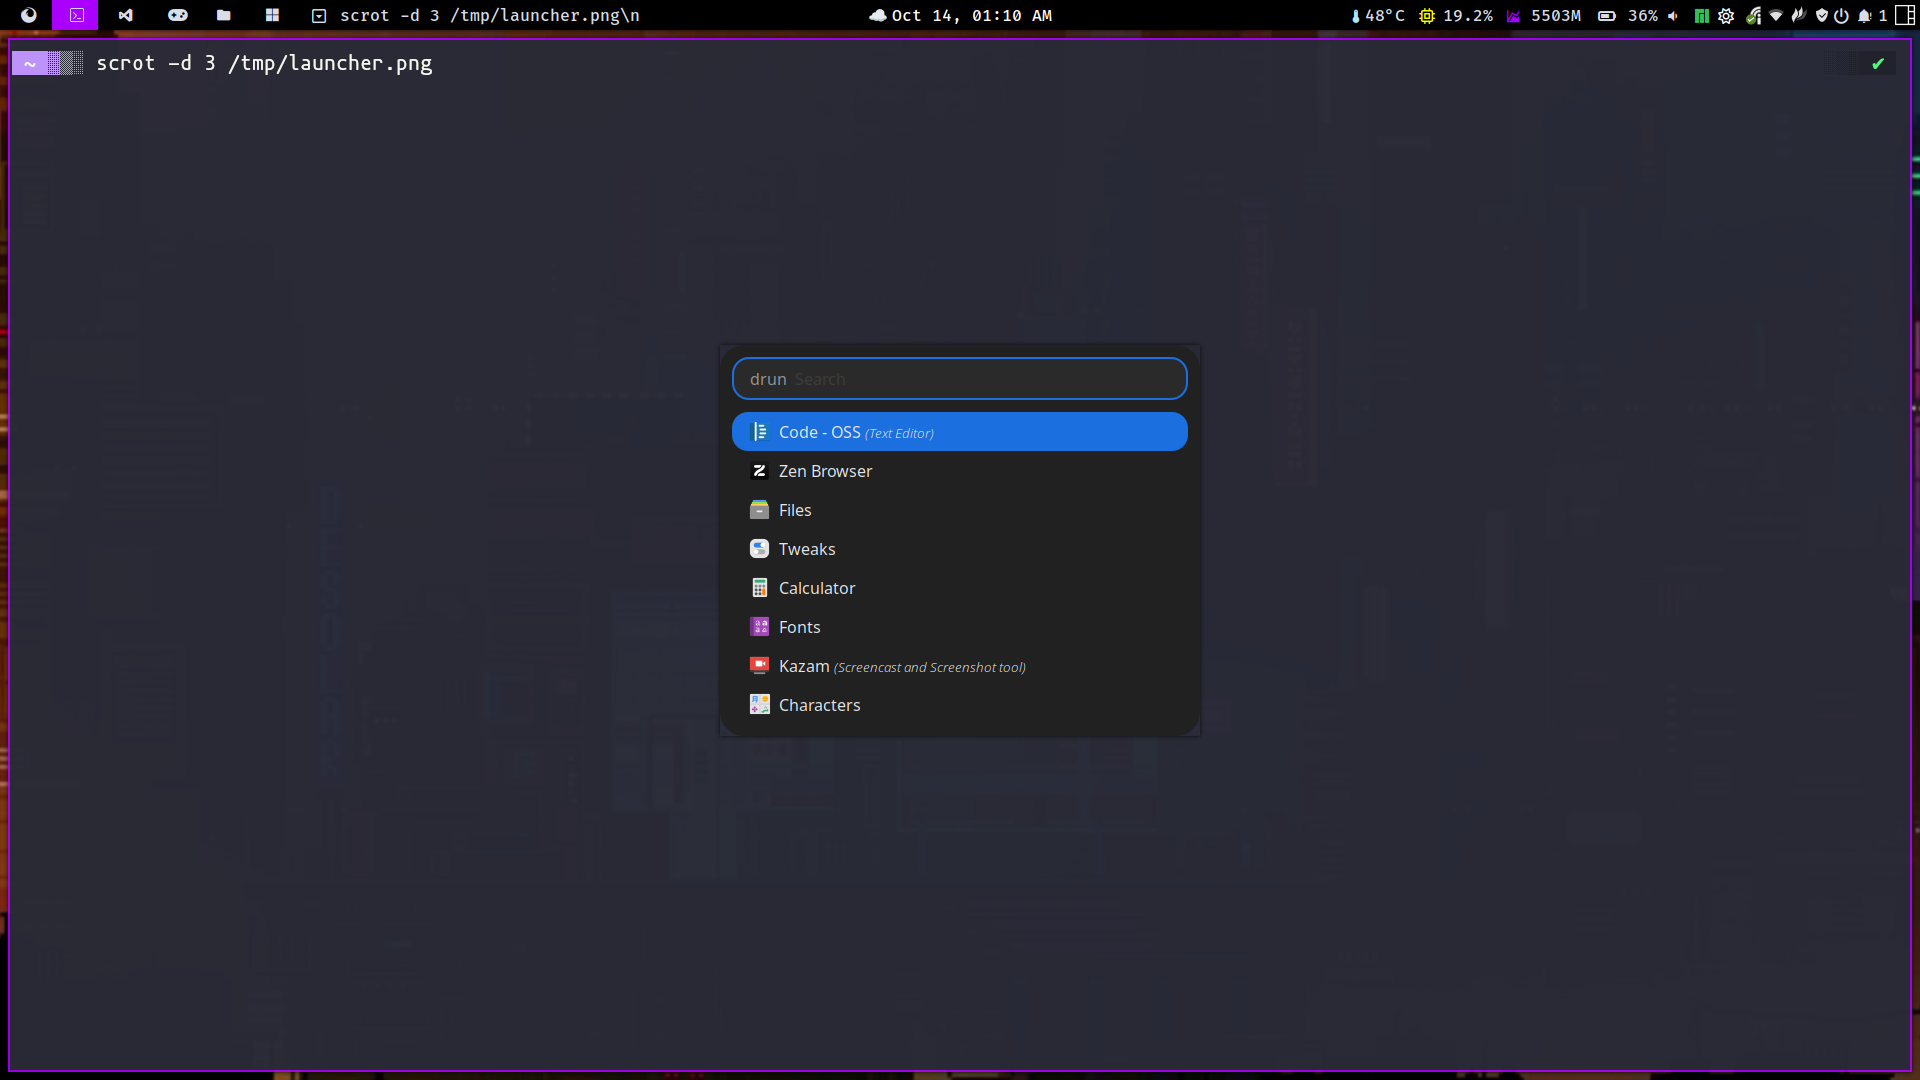 scrot -d 3 /tmp/launcher.png\n
Oct 14, 01:10 AM
48°C 19.2% 5503M 36% 1
~ scrot -d 3 /tmp/launcher.png
drun Search
Code - OSS (Text Editor)
Zen Browser
Files
Tweaks
Calculator
Fonts
Kazam (Screencast and Screenshot tool)
Characters